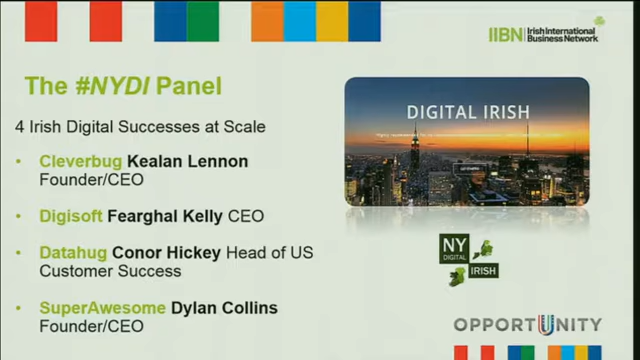 IIBN Irish International
Business Network
The #NYDI Panel
4 Irish Digital Successes at Scale
• Cleverbug Kealan Lennon
Founder/CEO
• Digisoft Fearghal Kelly CEO
• Datahug Conor Hickey Head of US
Customer Success
• SuperAwesome Dylan Collins
Founder/CEO
DIGITAL IRISH
NY
DIGITAL
IRISH
OPPORTUNITY